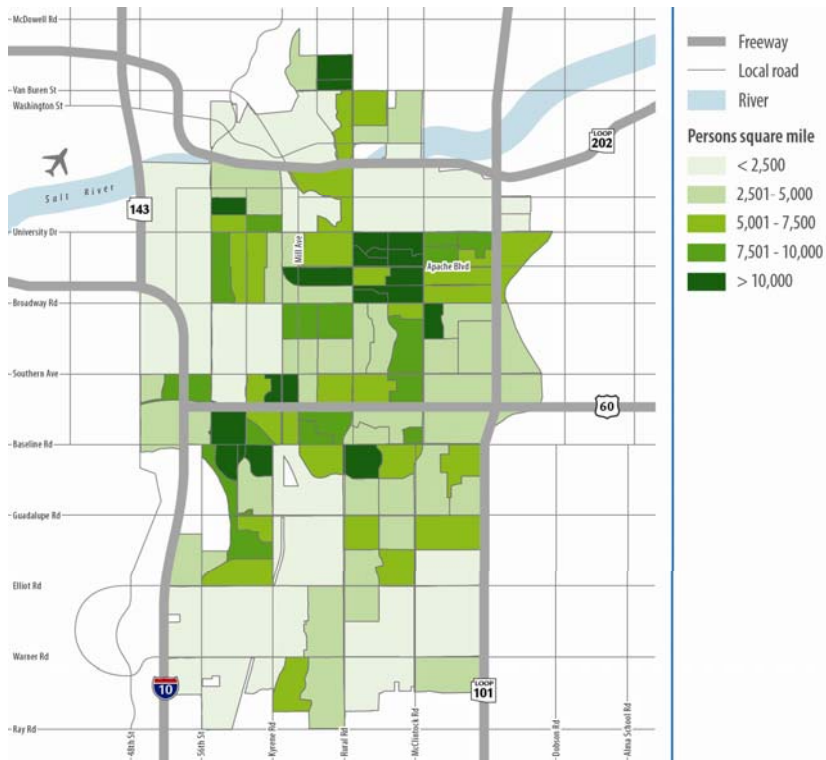 McDowell Rd
Van Buren St
Washington St
LOOP
202
Salt River
143
University Dr
Mill Ave
Apache Blvd
Broadway Rd
Southern Ave
60
Baseline Rd
Guadalupe Rd
Elliot Rd
Warner Rd
10
LOOP
101
Ray Rd
48th St
56th St
Kyrene Rd
Rural Rd
McClintock Rd
Dobson Rd
Alma School Rd
Freeway
Local road
River
Persons square mile
< 2,500
2,501- 5,000
5,001 - 7,500
7,501 - 10,000
> 10,000